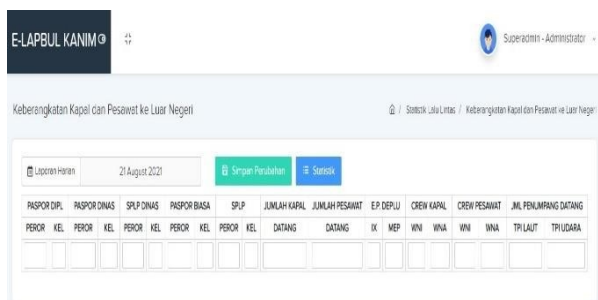 E-LAPBUL KANIM
Superadmin - Administrator
Keberangkatan Kapal dan Pesawat ke Luar Negeri
/ Statistik Lalu Lintas / Keberangkatan Kapal dan Pesawat ke Luar Negeri
Laporan Harian 21 August 2021 Simpan Perubahan Statistik
PASPOR DIPL PASPOR DINAS SPLP DINAS PASPOR BIASA SPLP JUMLAH KAPAL JUMLAH PESAWAT E.P. DEPLU CREW KAPAL CREW PESAWAT JML PENUMPANG DATANG
PEROR KEL PEROR KEL PEROR KEL PEROR KEL PEROR KEL DATANG DATANG IX MEP WNI WNA WNI WNA TPI LAUT TPI UDARA